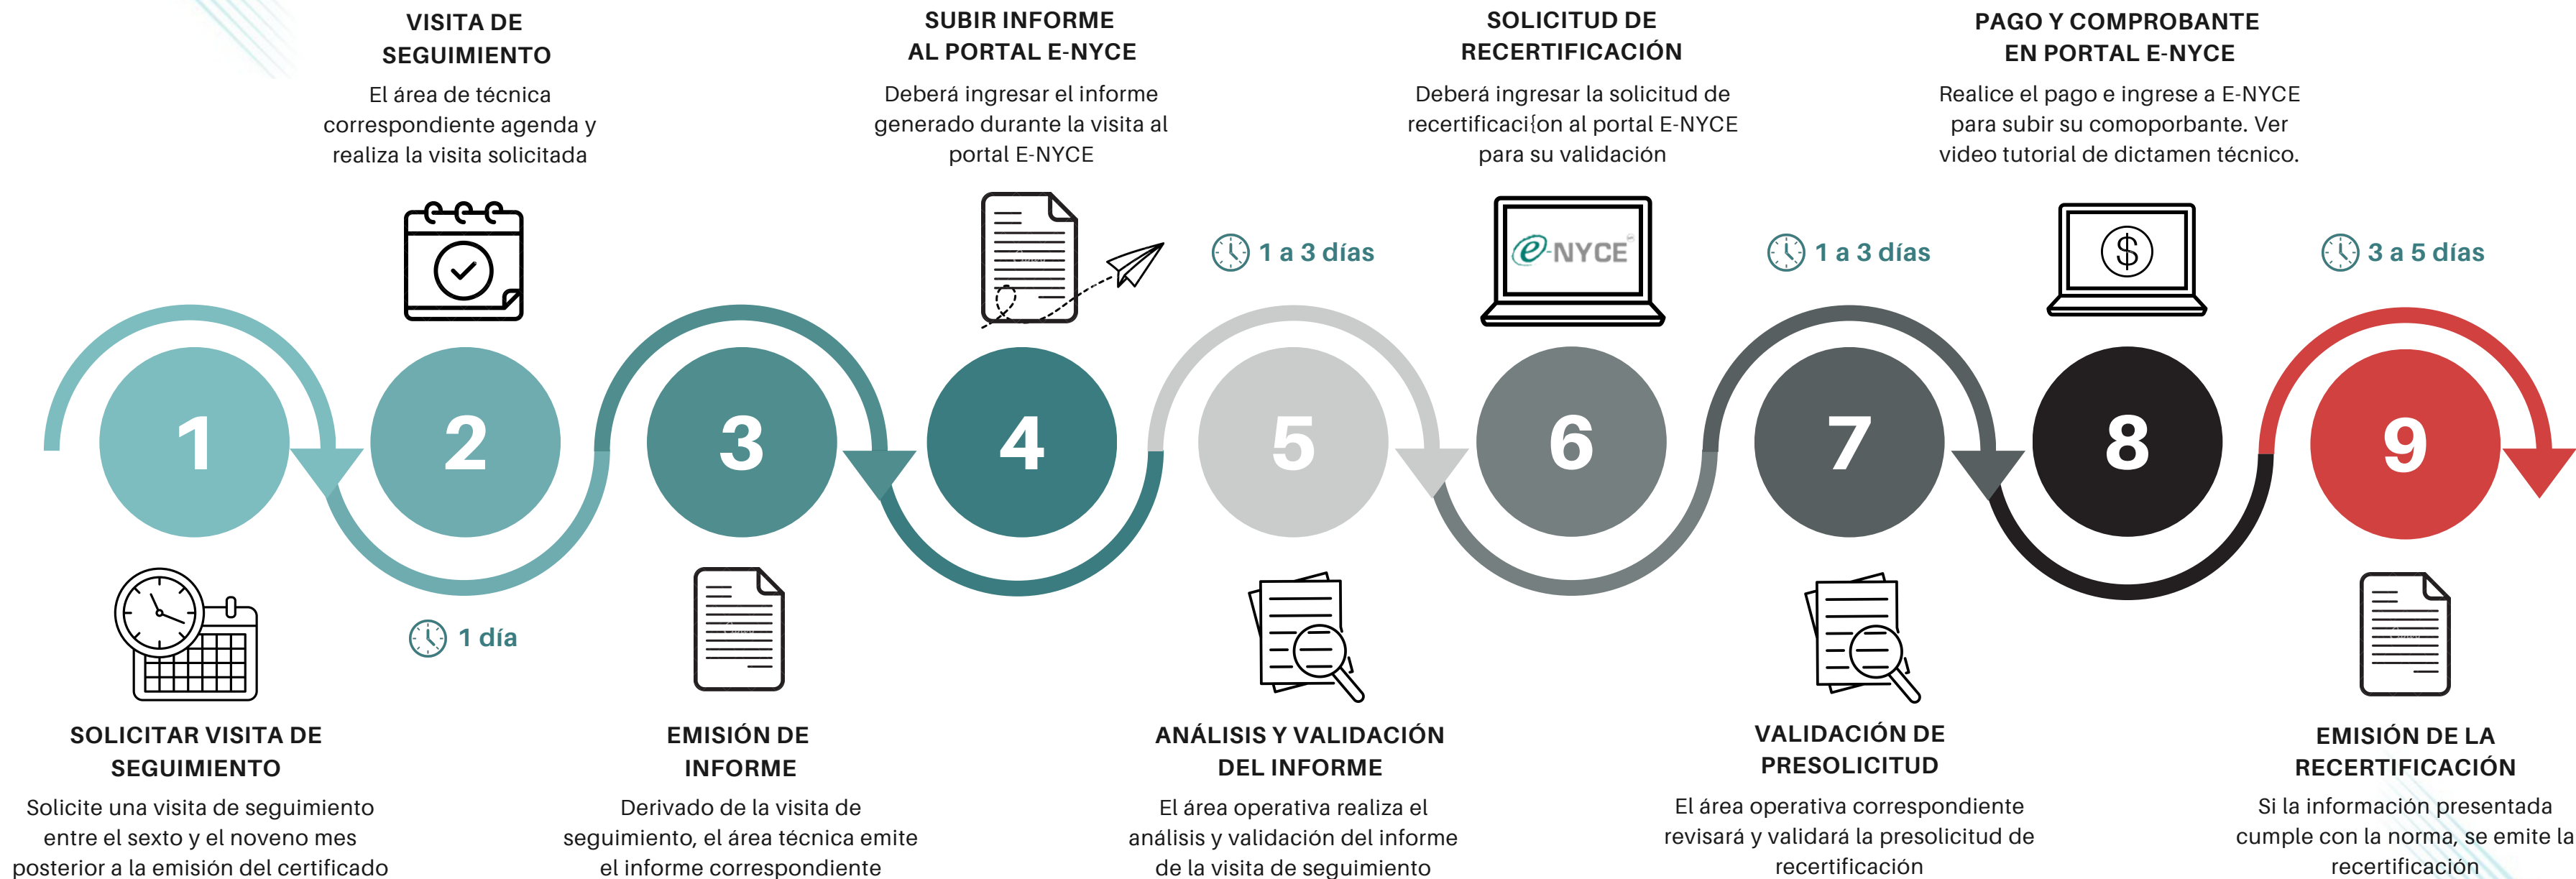 VISITA DE
SEGUIMIENTO
El área de técnica
correspondiente agenda y
realiza la visita solicitada
SUBIR INFORME
AL PORTAL E-NYCE
Deberá ingresar el informe
generado durante la visita al
portal E-NYCE
SOLICITUD DE
RECERTIFICACIÓN
Deberá ingresar la solicitud de
recertificaci{on al portal E-NYCE
para su validación
PAGO Y COMPROBANTE
EN PORTAL E-NYCE
Realice el pago e ingrese a E-NYCE
para subir su comoporbante. Ver
video tutorial de dictamen técnico.
1 a 3 días
e-NYCE
1 a 3 días
$
3 a 5 días
1
2
3
4
5
6
7
8
9
1 día
SOLICITAR VISITA DE
SEGUIMIENTO
Solicite una visita de seguimiento
entre el sexto y el noveno mes
posterior a la emisión del certificado
EMISIÓN DE
INFORME
Derivado de la visita de
seguimiento, el área técnica emite
el informe correspondiente
ANÁLISIS Y VALIDACIÓN
DEL INFORME
El área operativa realiza el
análisis y validación del informe
de la visita de seguimiento
VALIDACIÓN DE
PRESOLICITUD
El área operativa correspondiente
revisará y validará la presolicitud de
recertificación
EMISIÓN DE LA
RECERTIFICACIÓN
Si la información presentada
cumple con la norma, se emite la
recertificación